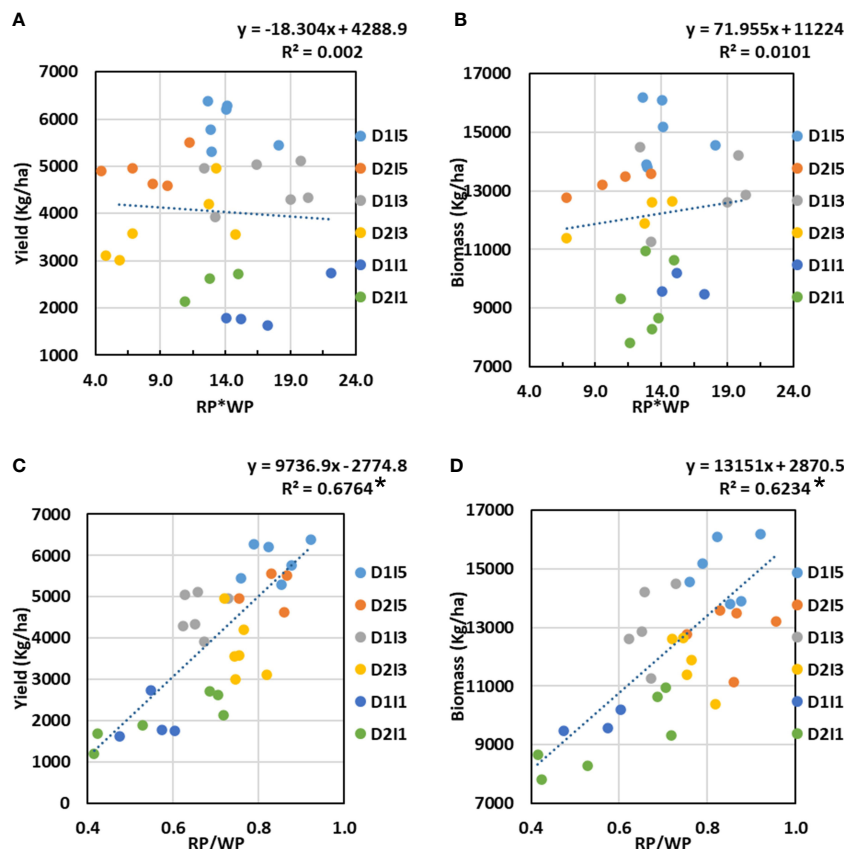 A
y = -18.304x + 4288.9
R² = 0.002
7000
6000
5000
4000
3000
2000
1000
Yield (Kg/ha)
4.0 9.0 14.0 19.0 24.0
RP*WP
D1I5
D2I5
D1I3
D2I3
D1I1
D2I1
B
y = 71.955x + 11224
R² = 0.0101
17000
15000
13000
11000
9000
7000
Biomass (Kg/ha)
4.0 9.0 14.0 19.0 24.0
RP*WP
D1I5
D2I5
D1I3
D2I3
D1I1
D2I1
C
y = 9736.9x - 2774.8
R² = 0.6764*
7000
6000
5000
4000
3000
2000
1000
0
Yield (Kg/ha)
0.4 0.6 0.8 1.0
RP/WP
D1I5
D2I5
D1I3
D2I3
D1I1
D2I1
D
y = 13151x + 2870.5
R² = 0.6234*
17000
15000
13000
11000
9000
7000
Biomass (Kg/ha)
0.4 0.6 0.8 1.0
RP/WP
D1I5
D2I5
D1I3
D2I3
D1I1
D2I1